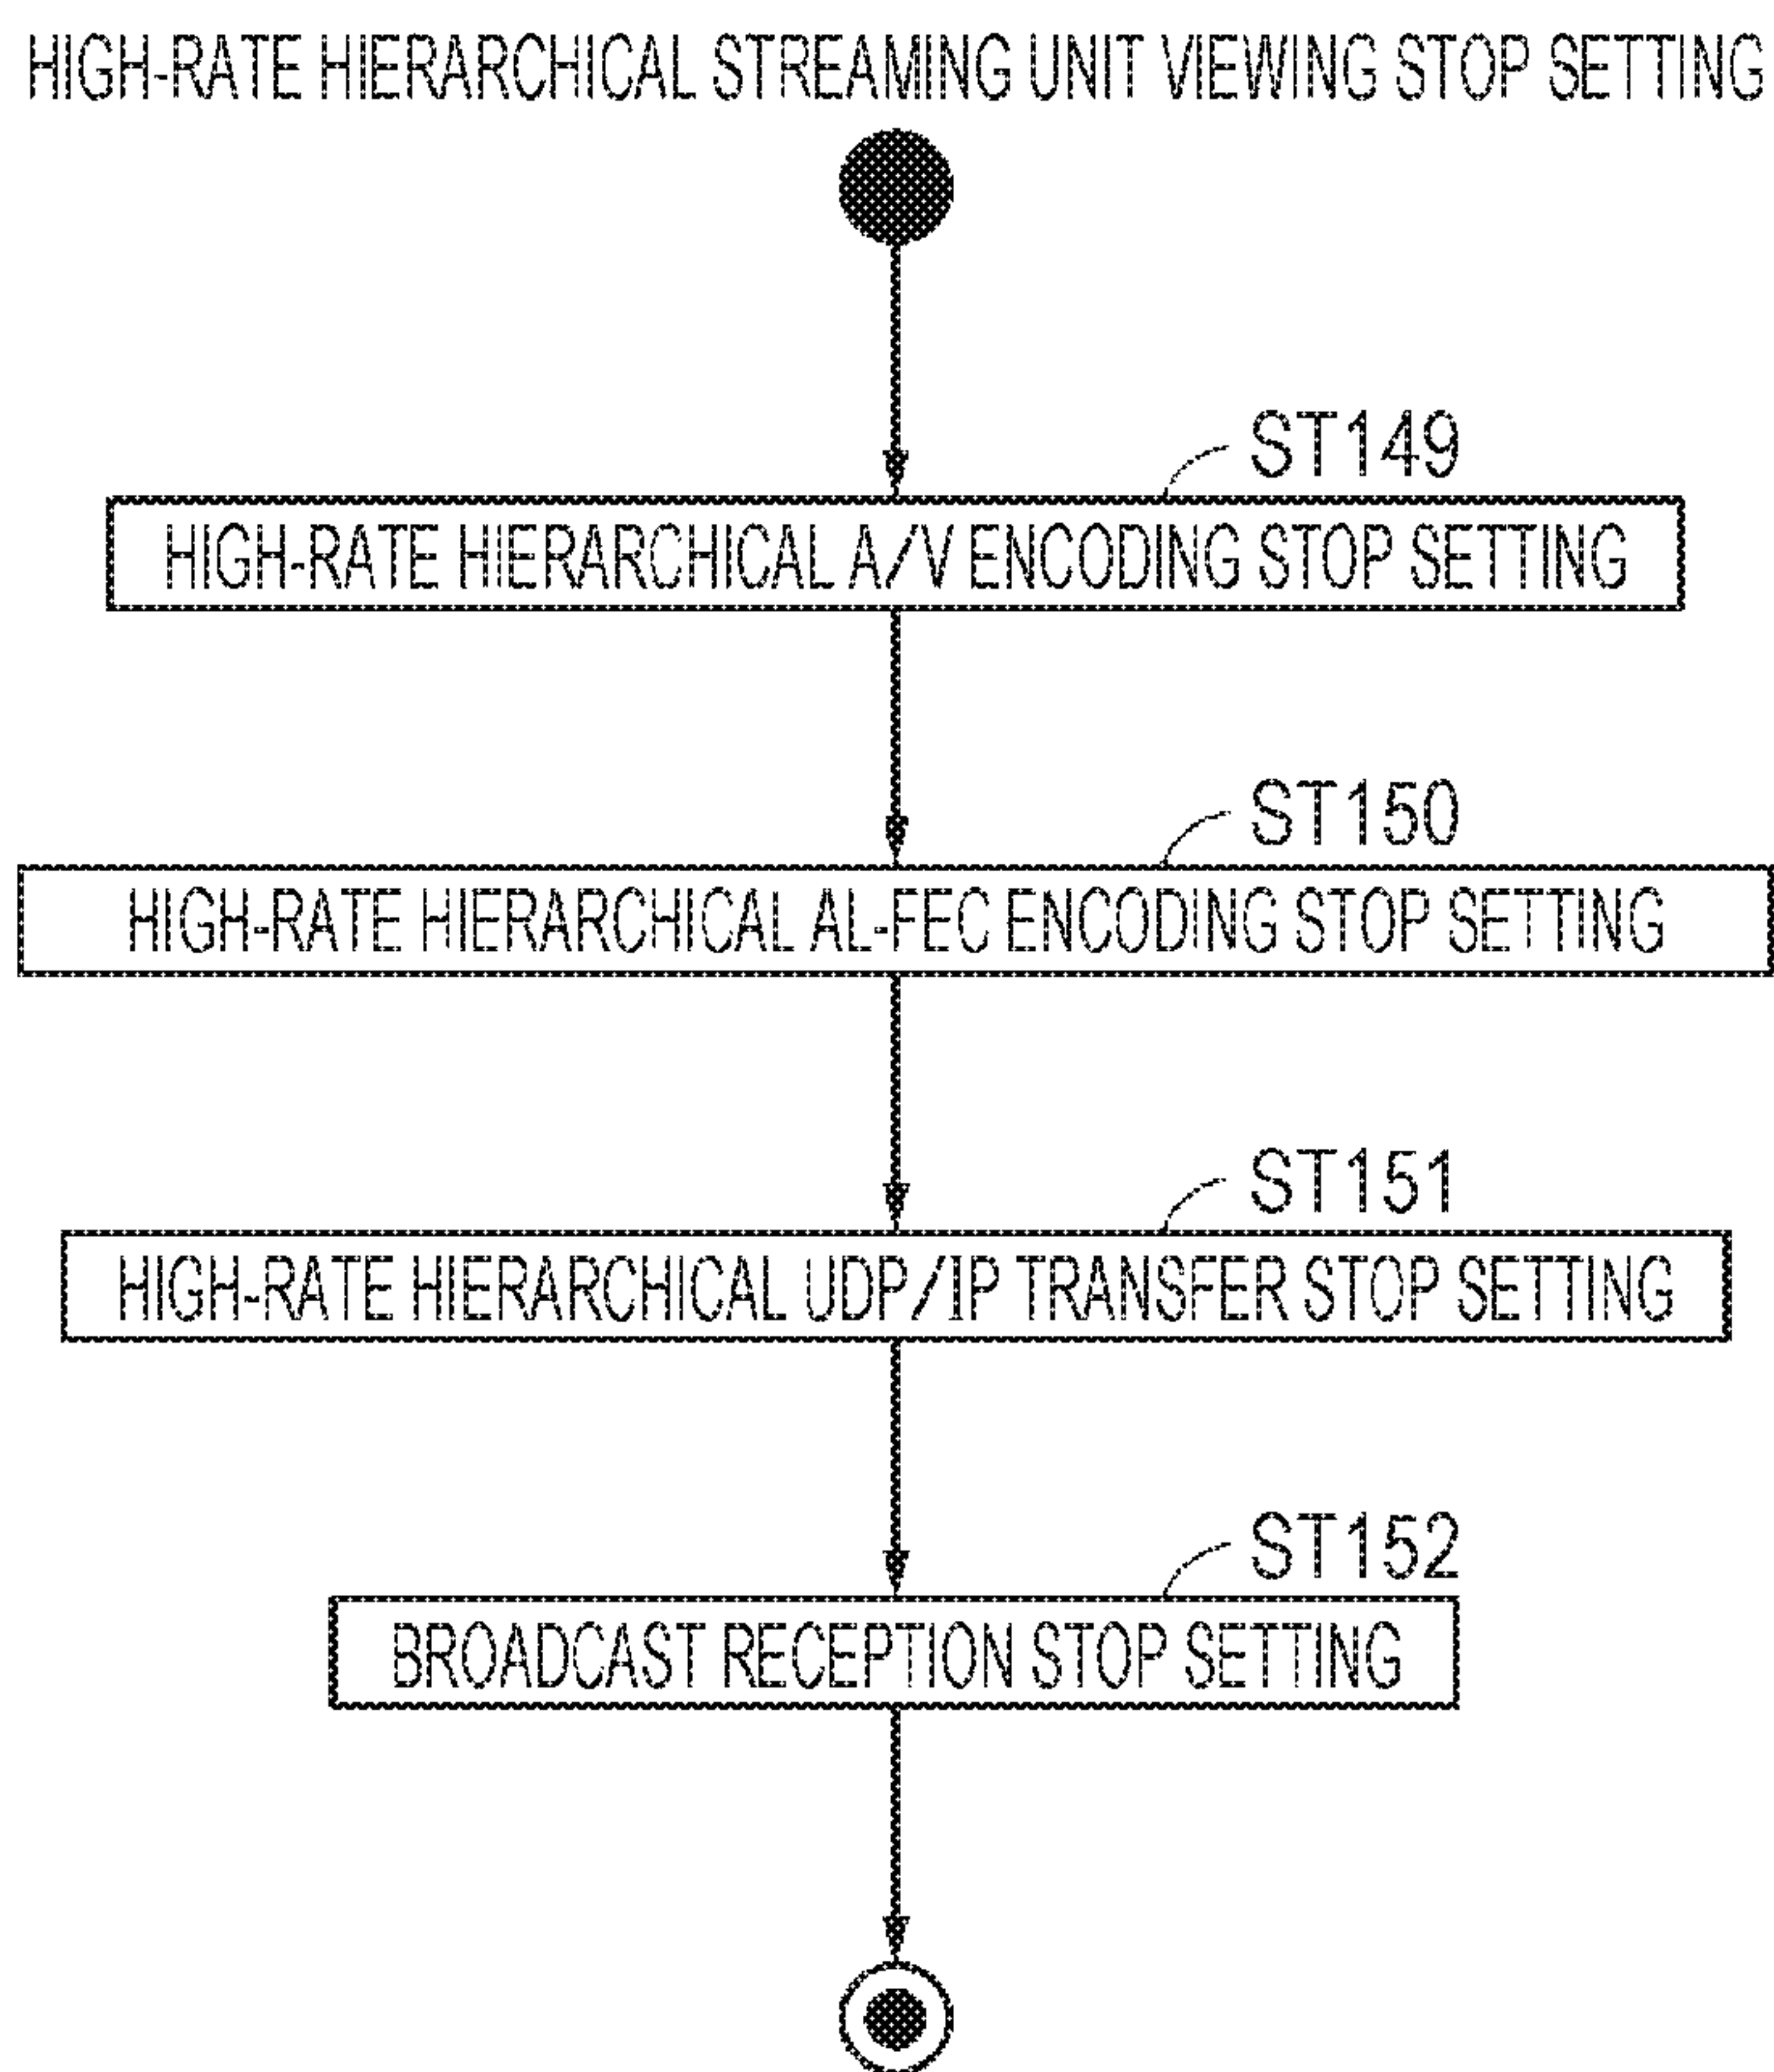 HIGH-RATE HIERARCHICAL STREAMING UNIT VIEWING STOP SETTING
ST149
HIGH-RATE HIERARCHICAL A/V ENCODING STOP SETTING
ST150
HIGH-RATE HIERARCHICAL AL-FEC ENCODING STOP SETTING
ST151
HIGH-RATE HIERARCHICAL UDP/IP TRANSFER STOP SETTING
ST152
BROADCAST RECEPTION STOP SETTING